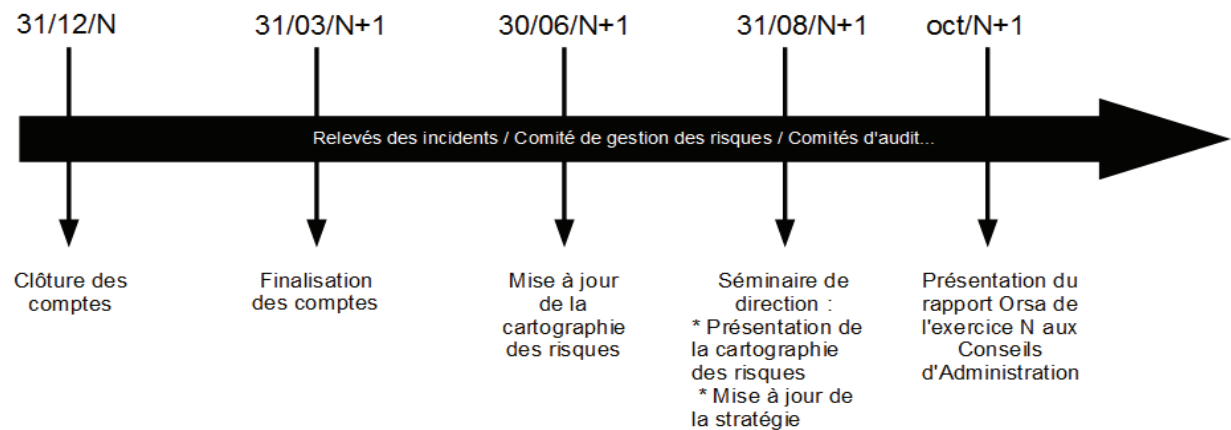 31/12/N
31/03/N+1
30/06/N+1
31/08/N+1
oct/N+1
Relevés des incidents / Comité de gestion des risques / Comités d'audit...
Clôture des
comptes
Finalisation
des comptes
Mise à jour
de la
cartographie
des risques
Séminaire de
direction :
* Présentation de
la cartographie
des risques
* Mise à jour de
la stratégie
Présentation du
rapport Orsa de
l'exercice N aux
Conseils
d'Administration